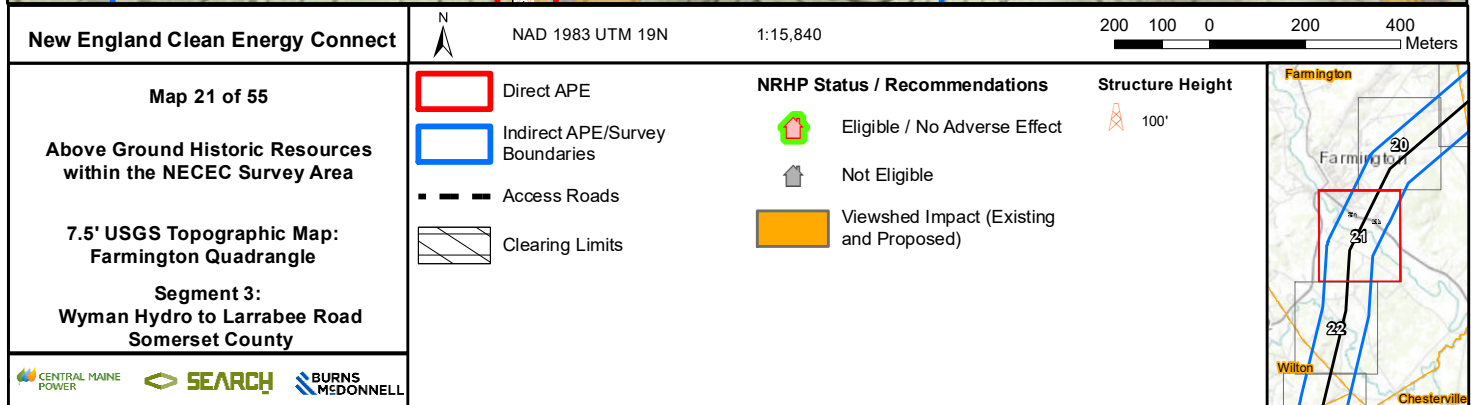 New England Clean Energy Connect
N
NAD 1983 UTM 19N
1:15,840
200 100 0 200 400
Meters
Map 21 of 55
Above Ground Historic Resources
within the NECEC Survey Area
7.5' USGS Topographic Map:
Farmington Quadrangle
Segment 3:
Wyman Hydro to Larrabee Road
Somerset County
CENTRAL MAINE
POWER
SEARCH
BURNS
McDONNELL
Direct APE
Indirect APE/Survey
Boundaries
Access Roads
Clearing Limits
NRHP Status / Recommendations
Eligible / No Adverse Effect
Not Eligible
Viewshed Impact (Existing
and Proposed)
Structure Height
100'
Farmington
20
Farmington
21
22
Wilton
Chesterville